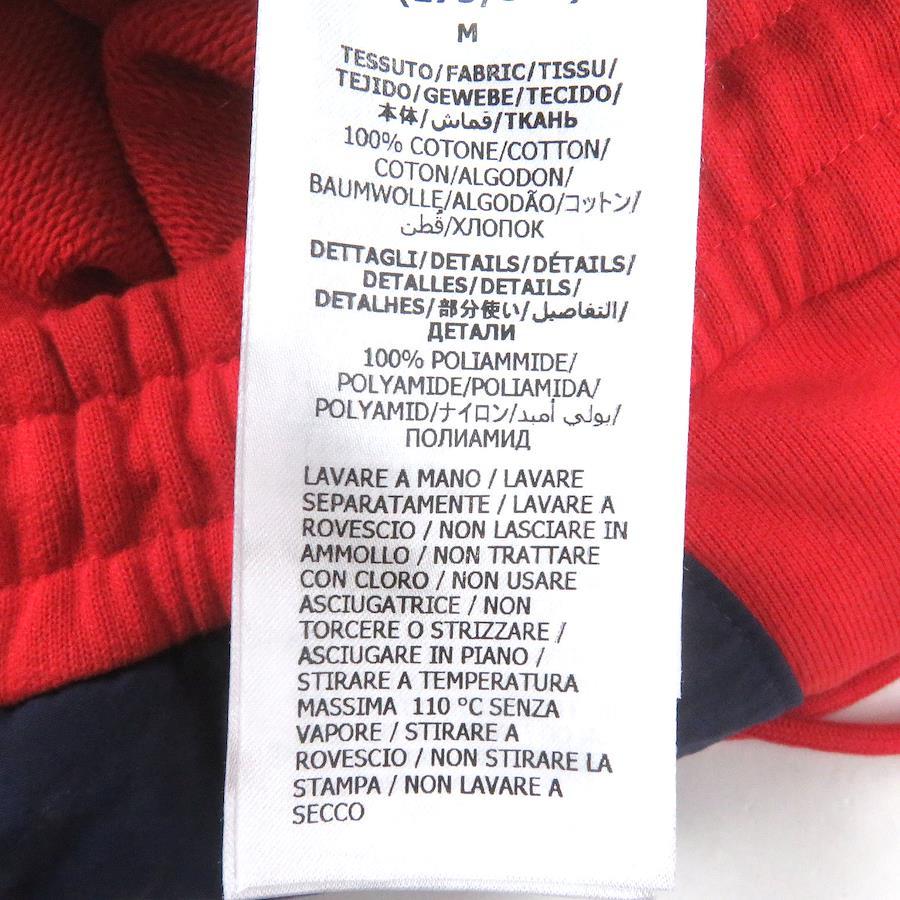 M
TESSUTO/FABRIC/TISSU/
TEJIDO/GEWEBE/TECIDO/
本体/قماش/ТКАНЬ
100% COTONE/COTTON/
COTON/ALGODON/
BAUMWOLLE/ALGODÃO/コットン/
قُطن/ХЛОПОК
DETTAGLI/DETAILS/DÉTAILS/
DETALLES/DETAILS/
DETALHES/部分使い/التفاصيل/
ДЕТАЛИ
100% POLIAMMIDE/
POLYAMIDE/POLIAMIDA/
POLYAMID/ナイロン/بولي أميد/
ПОЛИАМИД
LAVARE A MANO / LAVARE
SEPARATAMENTE / LAVARE A
ROVESCIO / NON LASCIARE IN
AMMOLLO / NON TRATTARE
CON CLORO / NON USARE
ASCIUGATRICE / NON
TORCERE O STRIZZARE /
ASCIUGARE IN PIANO /
STIRARE A TEMPERATURA
MASSIMA 110 °C SENZA
VAPORE / STIRARE A
ROVESCIO / NON STIRARE LA
STAMPA / NON LAVARE A
SECCO